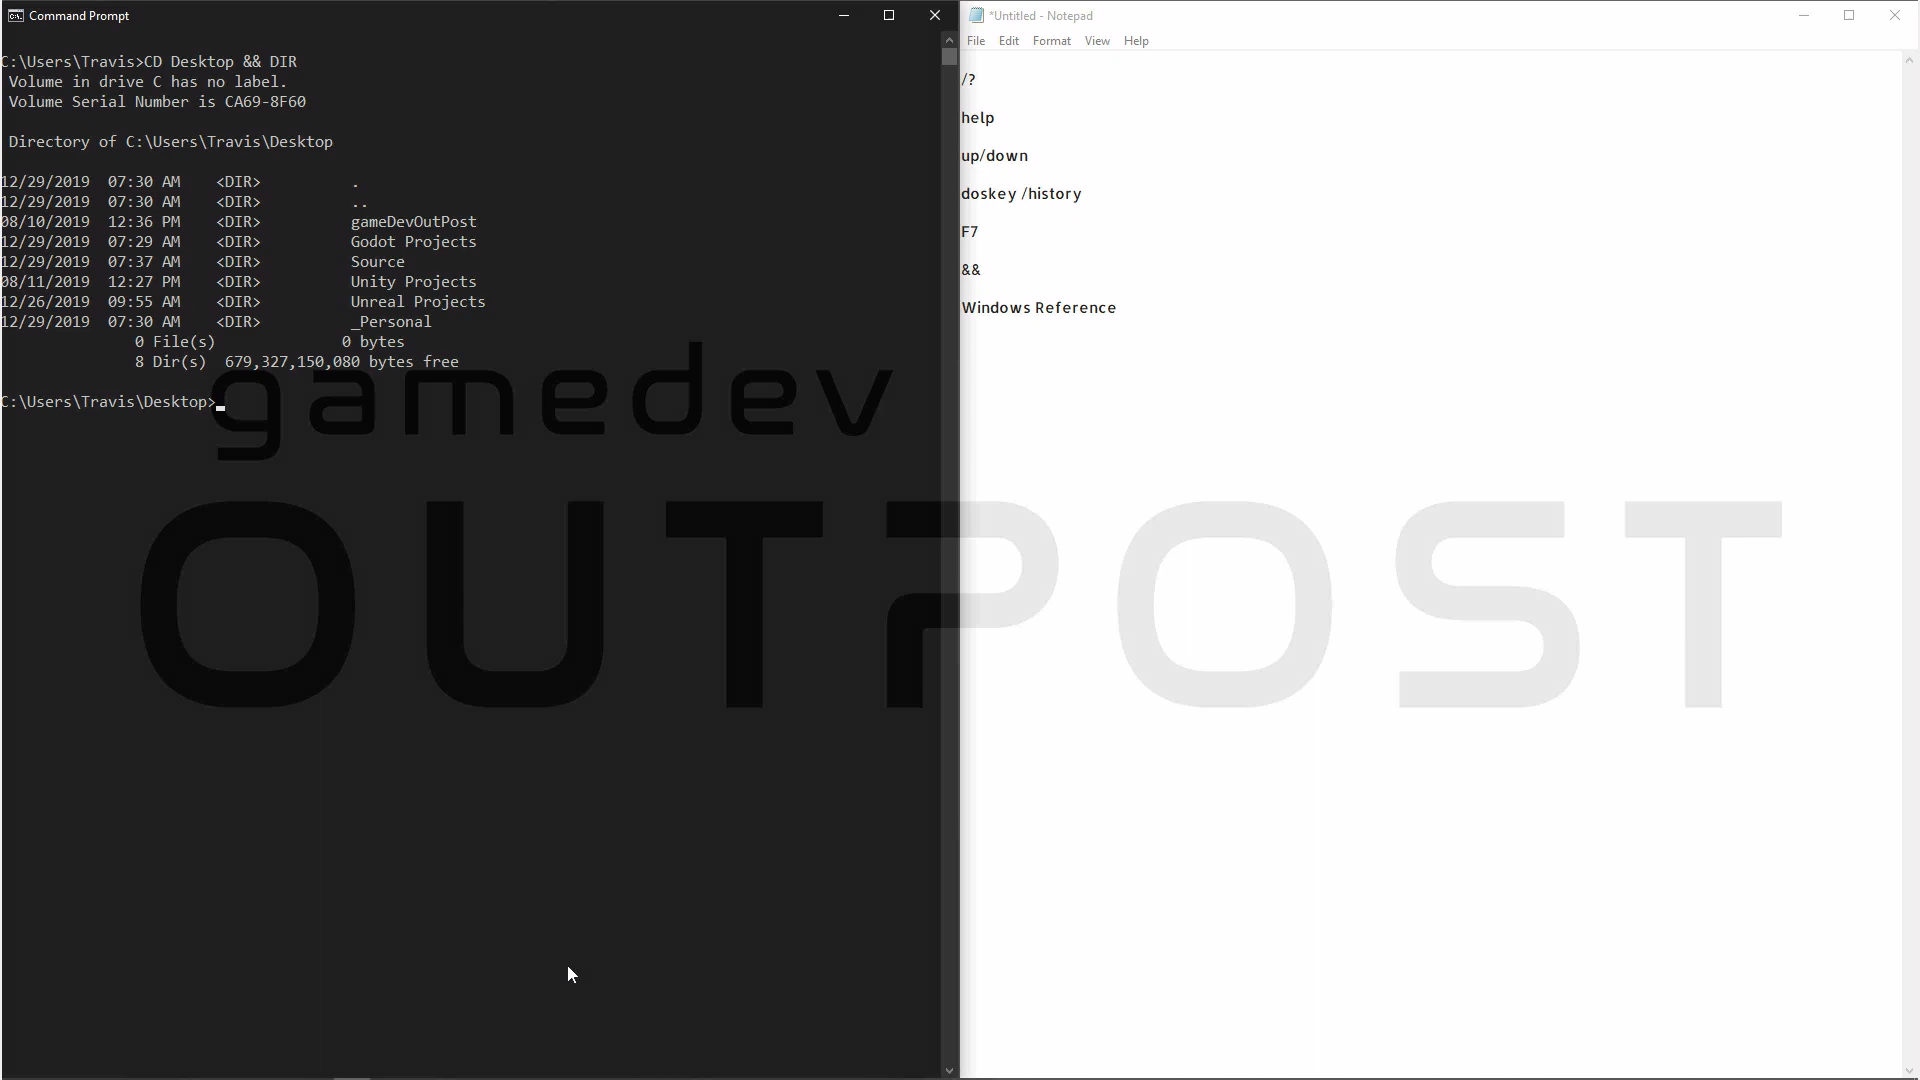 Command Prompt
C:\Users\Travis>CD Desktop && DIR
Volume in drive C has no label.
Volume Serial Number is CA69-8F60
Directory of C:\Users\Travis\Desktop
12/29/2019 07:30 AM <DIR> .
12/29/2019 07:30 AM <DIR> ..
08/10/2019 12:36 PM <DIR> gameDevOutPost
12/29/2019 07:29 AM <DIR> Godot Projects
12/29/2019 07:37 AM <DIR> Source
08/11/2019 12:27 PM <DIR> Unity Projects
12/26/2019 09:55 AM <DIR> Unreal Projects
12/29/2019 07:30 AM <DIR> _Personal
0 File(s) 0 bytes
8 Dir(s) 679,327,150,080 bytes free
C:\Users\Travis\Desktop>
*Untitled - Notepad
File Edit Format View Help
/?
help
up/down
doskey /history
F7
&&
Windows Reference
gamedev
OUTPOST